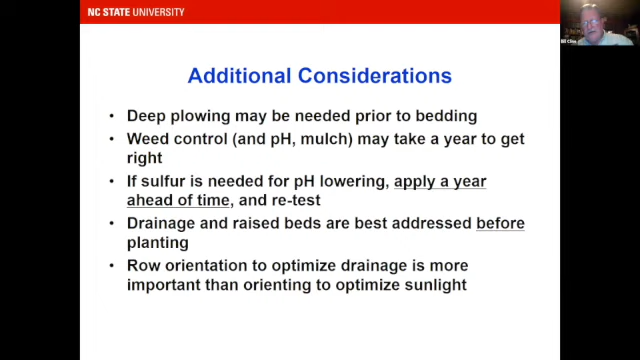 NC STATE UNIVERSITY
Additional Considerations
• Deep plowing may be needed prior to bedding
• Weed control (and pH, mulch) may take a year to get
right
• If sulfur is needed for pH lowering, apply a year
ahead of time, and re-test
• Drainage and raised beds are best addressed before
planting
• Row orientation to optimize drainage is more
important than orienting to optimize sunlight
Bill Cline